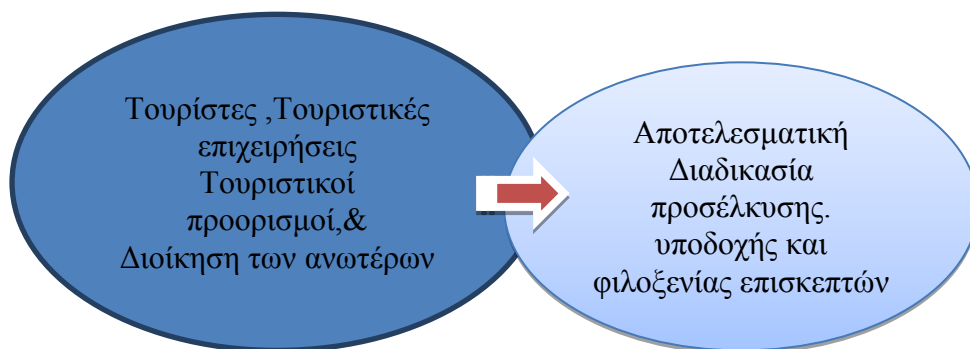 Τουρίστες ,Τουριστικές
επιχειρήσεις
Τουριστικοί
προορισμοί,&
Διοίκηση των ανωτέρων
Αποτελεσματική
Διαδικασία
προσέλκυσης.
υποδοχής και
φιλοξενίας επισκεπτών